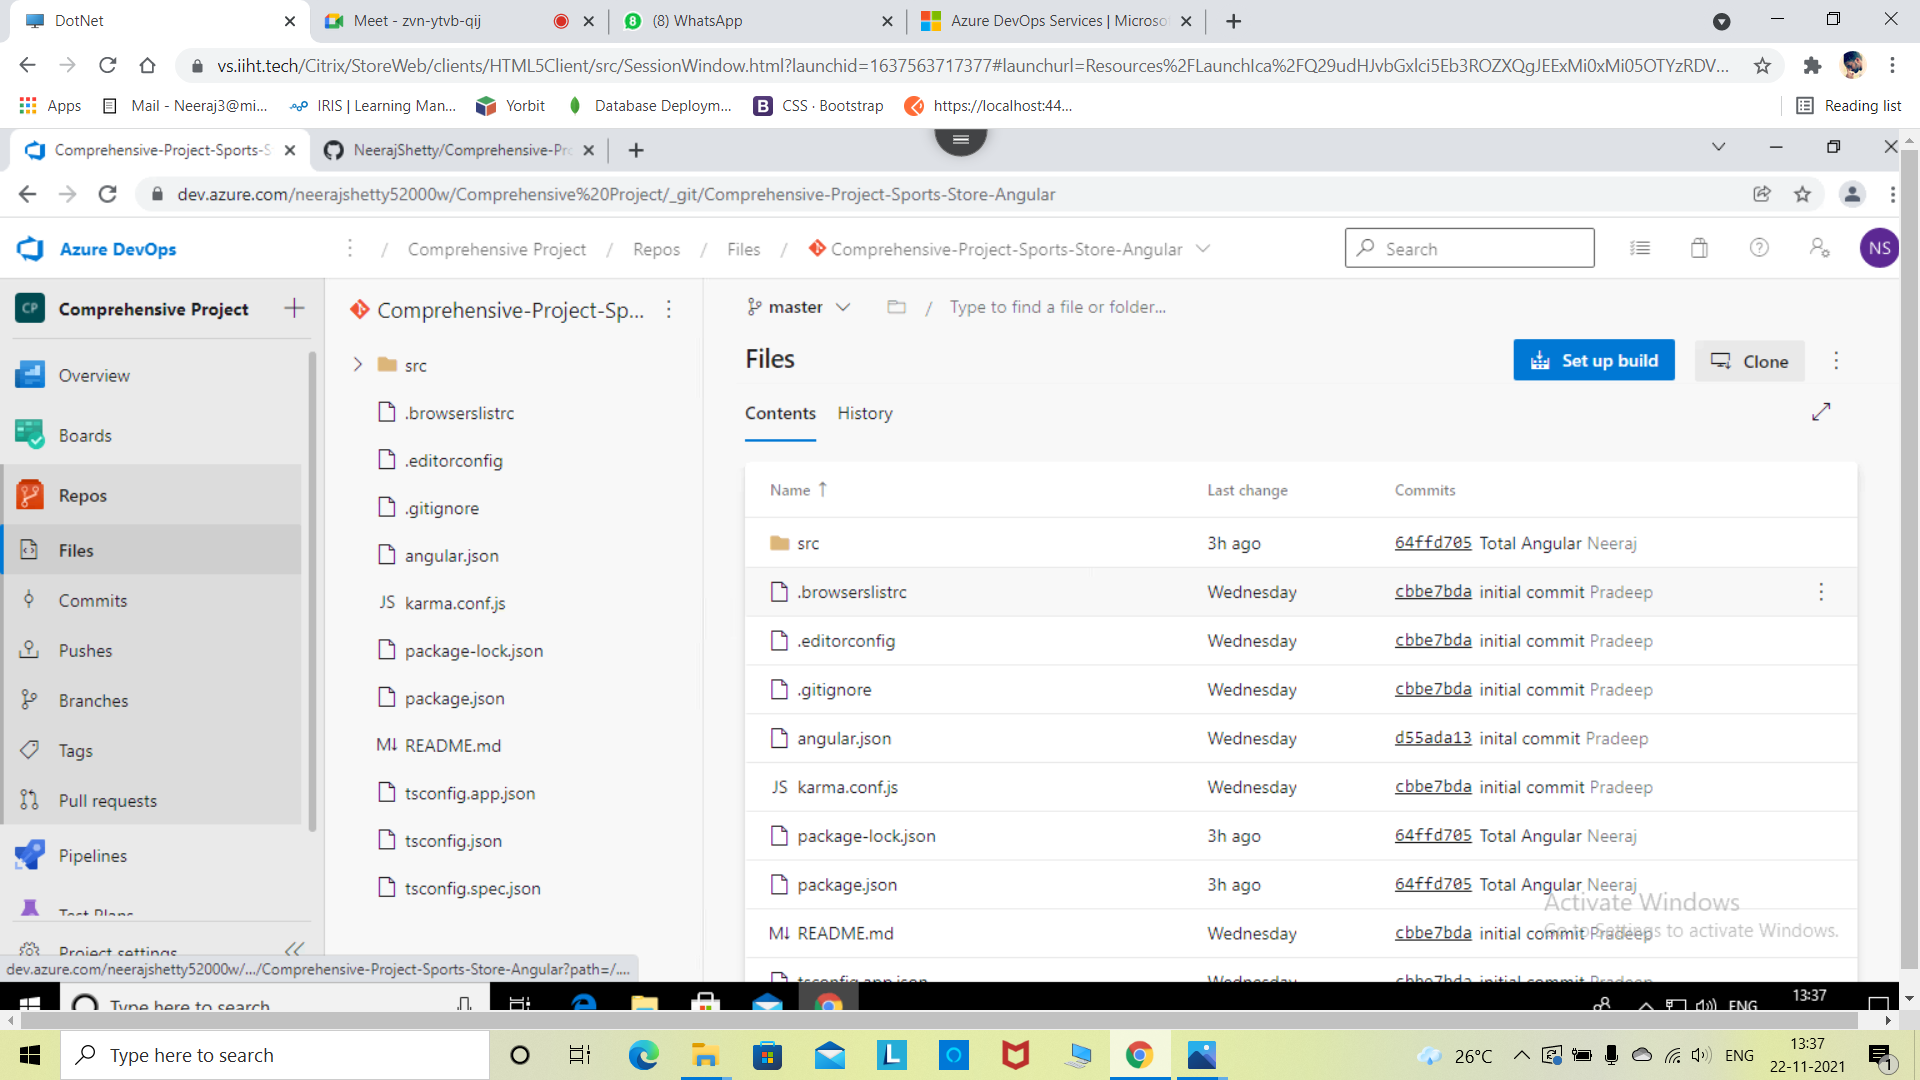 DotNet
Meet - zvn-ytvb-qij
(8) WhatsApp
Azure DevOps Services | Microso
vs.iiht.tech/Citrix/StoreWeb/clients/HTML5Client/src/SessionWindow.html?launchid=1637563717377#launchurl=Resources%2FLaunchIca%2FQ29udHJvbGxlci5Eb3ROZXQgJEExMi0xMi05OTYzRDV...
Apps
Mail - Neeraj3@mi...
IRIS | Learning Man...
Yorbit
Database Deploym...
B
CSS · Bootstrap
https://localhost:44...
Reading list
Comprehensive-Project-Sports-S
NeerajShetty/Comprehensive-Pro
dev.azure.com/neerajshetty52000w/Comprehensive%20Project/_git/Comprehensive-Project-Sports-Store-Angular
Azure DevOps
/ Comprehensive Project / Repos / Files / Comprehensive-Project-Sports-Store-Angular
Search
NS
CP
Comprehensive Project
Overview
Boards
Repos
Files
Commits
Pushes
Branches
Tags
Pull requests
Pipelines
Test Plans
Project settings
Comprehensive-Project-Sp...
src
.browserslistrc
.editorconfig
.gitignore
angular.json
JS karma.conf.js
package-lock.json
package.json
M↓ README.md
tsconfig.app.json
tsconfig.json
tsconfig.spec.json
master / Type to find a file or folder...
Files
Set up build
Clone
Contents History
Name ↑ Last change Commits
src 3h ago 64ffd705 Total Angular Neeraj
.browserslistrc Wednesday cbbe7bda initial commit Pradeep
.editorconfig Wednesday cbbe7bda initial commit Pradeep
.gitignore Wednesday cbbe7bda initial commit Pradeep
angular.json Wednesday d55ada13 inital commit Pradeep
JS karma.conf.js Wednesday cbbe7bda initial commit Pradeep
package-lock.json 3h ago 64ffd705 Total Angular Neeraj
package.json 3h ago 64ffd705 Total Angular Neeraj
M↓ README.md Wednesday cbbe7bda initial commit Pradeep
tsconfig.app.json Wednesday cbbe7bda initial commit Pradeep
Activate Windows
Go to Settings to activate Windows.
dev.azure.com/neerajshetty52000w/.../Comprehensive-Project-Sports-Store-Angular?path=/....
Type here to search
ENG
13:37
Type here to search
L
26°C
ENG
13:37
22-11-2021
1